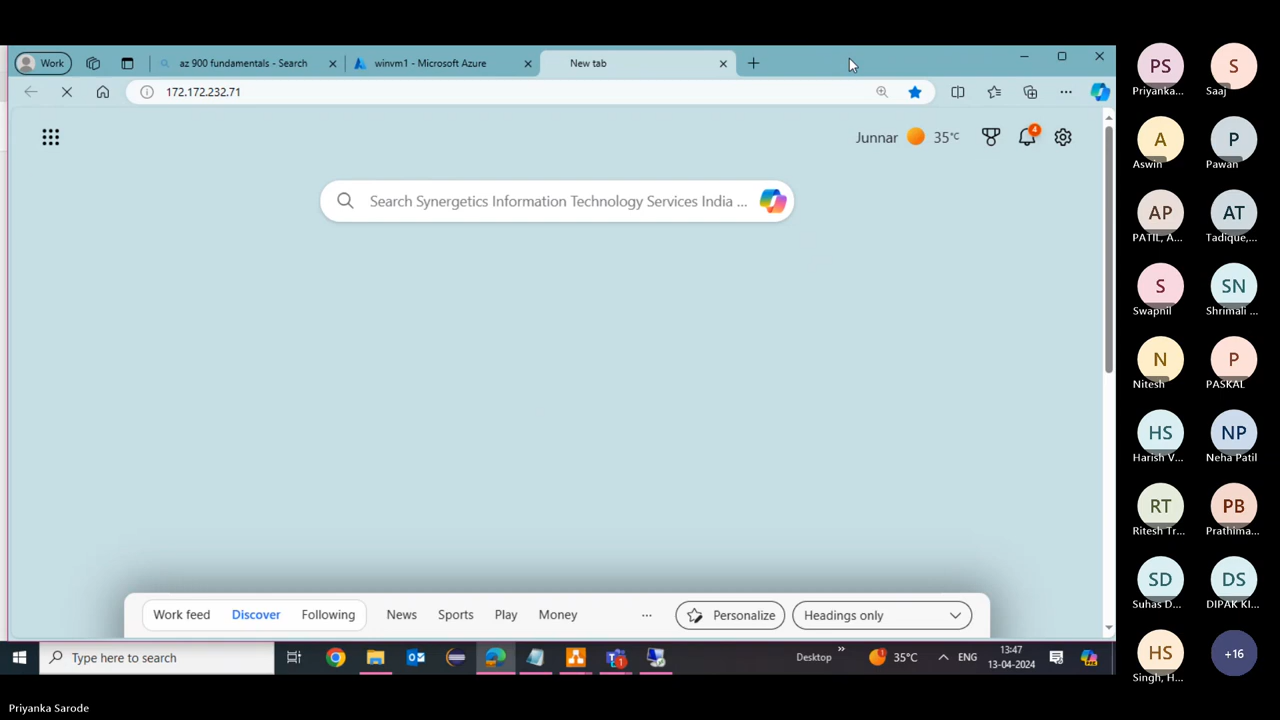 Work
az 900 fundamentals - Search
winvm1 - Microsoft Azure
New tab
172.172.232.71
Junnar
35°C
4
Search Synergetics Information Technology Services India ...
Work feed
Discover
Following
News
Sports
Play
Money
...
Personalize
Headings only
Type here to search
Desktop
35°C
ENG
13:47
13-04-2024
1
PS
Priyanka...
S
Saaj
A
Aswin
P
Pawan
AP
PATIL, A...
AT
Tadique,...
S
Swapnil
SN
Shrimali ...
N
Nitesh
P
PASKAL
HS
Harish V...
NP
Neha Patil
RT
Ritesh Tr...
PB
Prathima...
SD
Suhas D...
DS
DIPAK KI...
HS
Singh, H...
+16
Priyanka Sarode